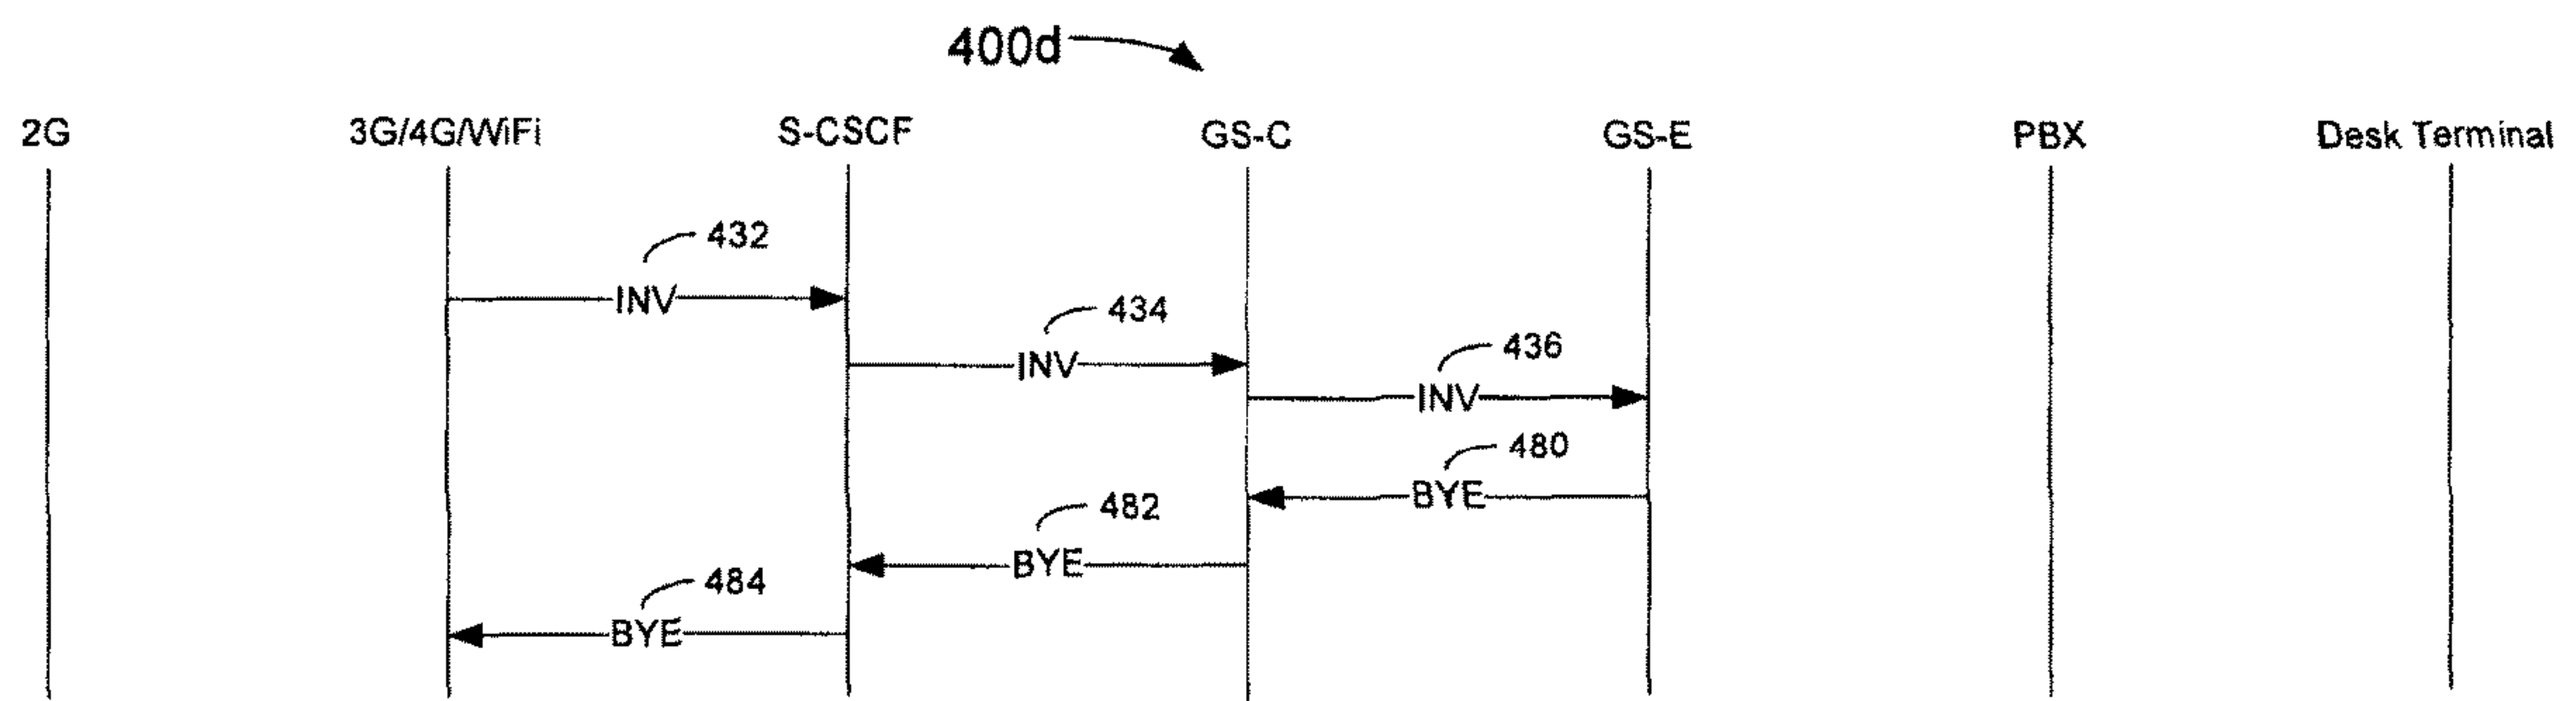 400d
2G 3G/4G/WiFi S-CSCF GS-C GS-E PBX Desk Terminal
432
INV
434
INV
436
INV
480
BYE
482
BYE
484
BYE